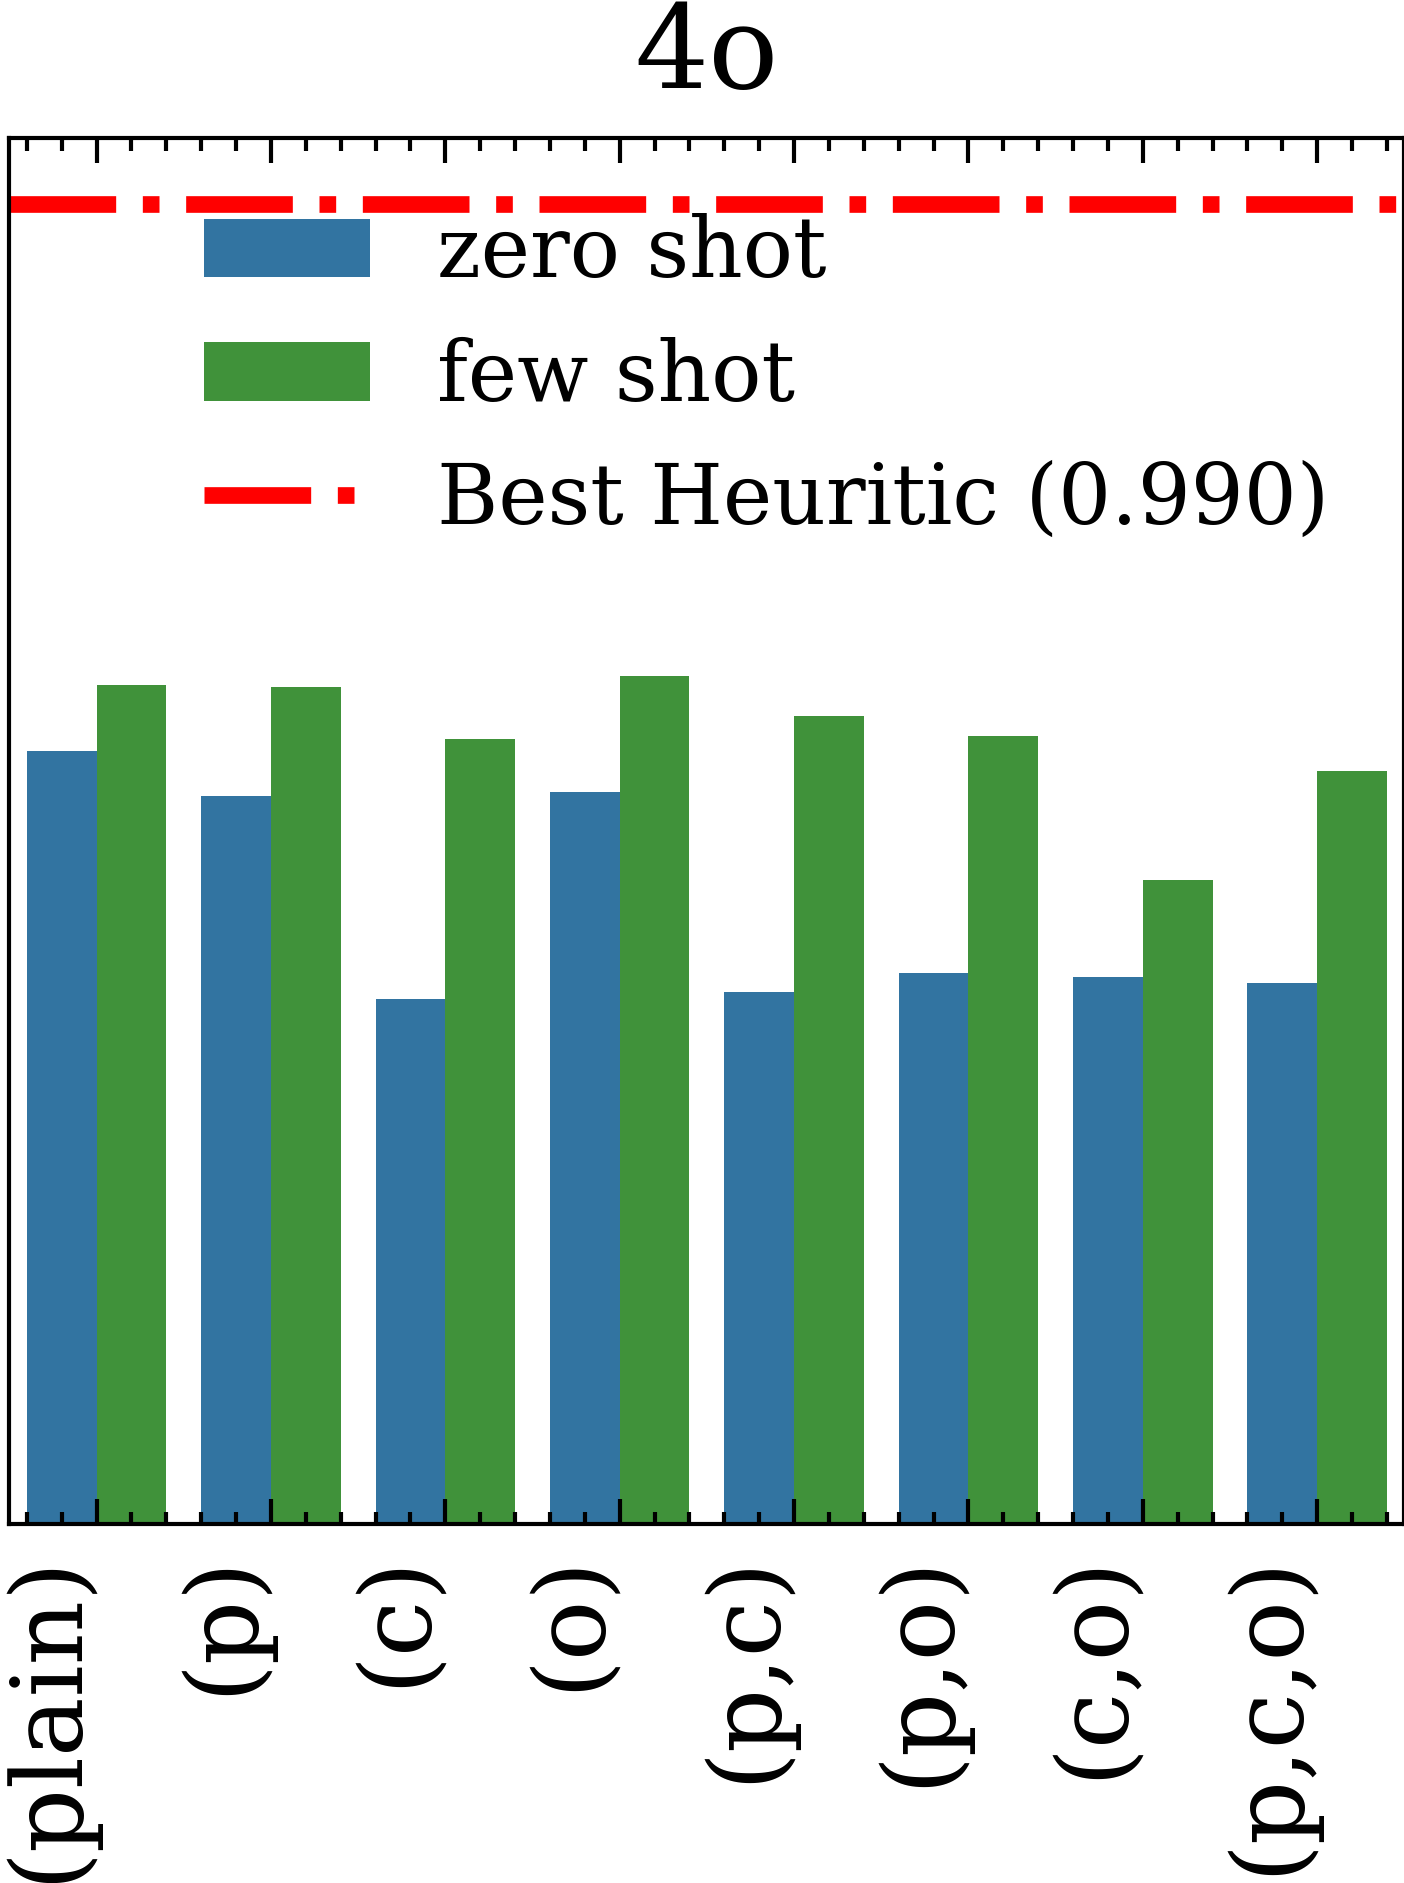 4o
zero shot
few shot
Best Heuritic (0.990)
(plain)
(p)
(c)
(o)
(p,c)
(p,o)
(c,o)
(p,c,o)